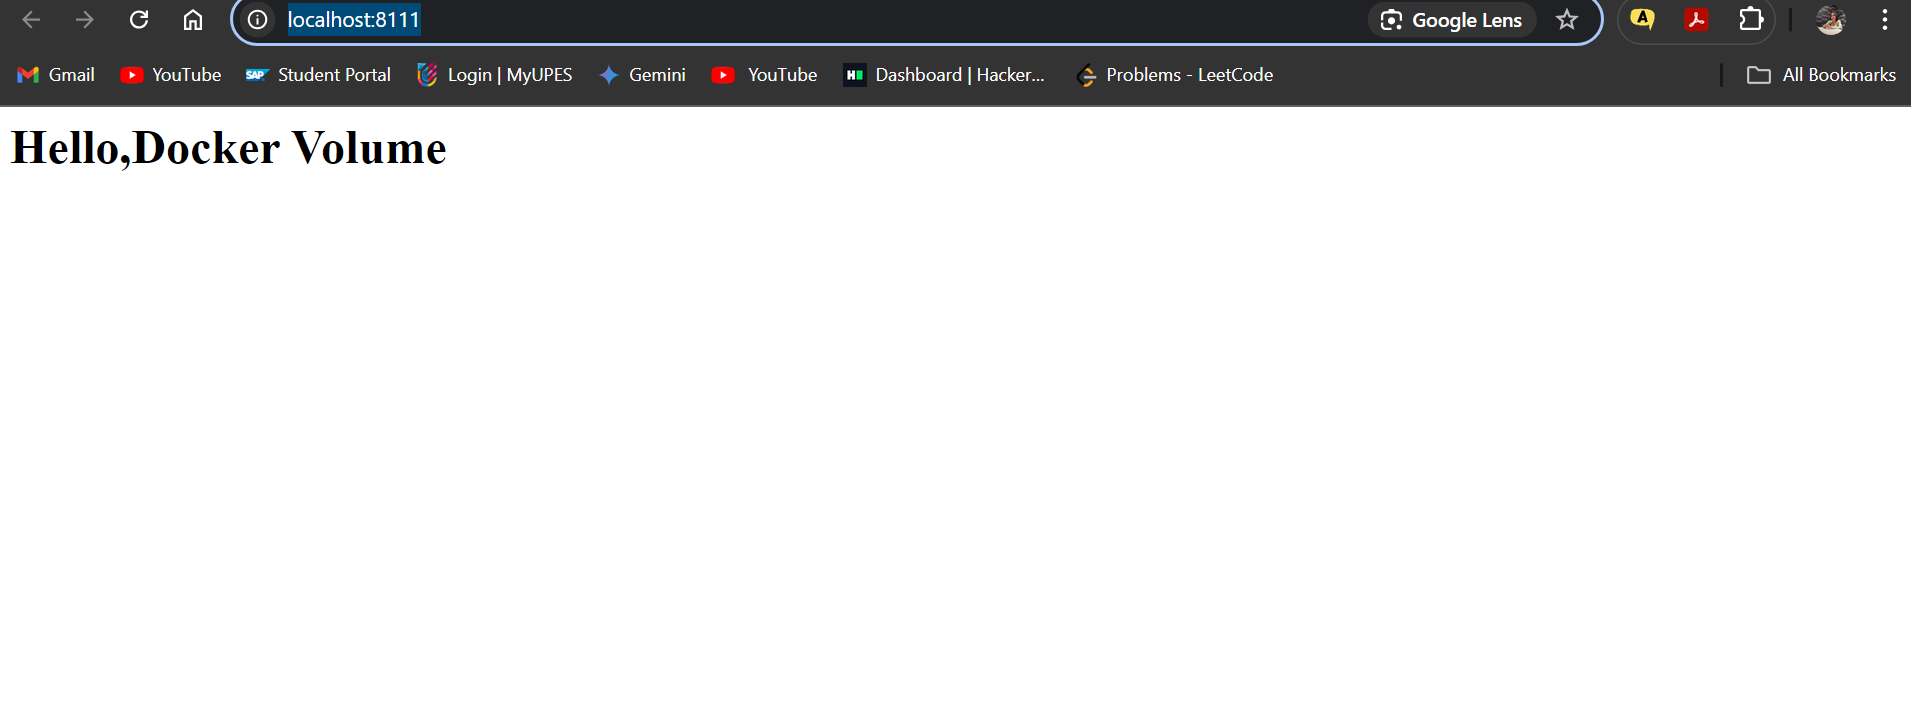 localhost:8111 Google Lens A
Gmail YouTube SAP Student Portal Login | MyUPES Gemini YouTube H Dashboard | Hacker... Problems - LeetCode All Bookmarks
Hello,Docker Volume